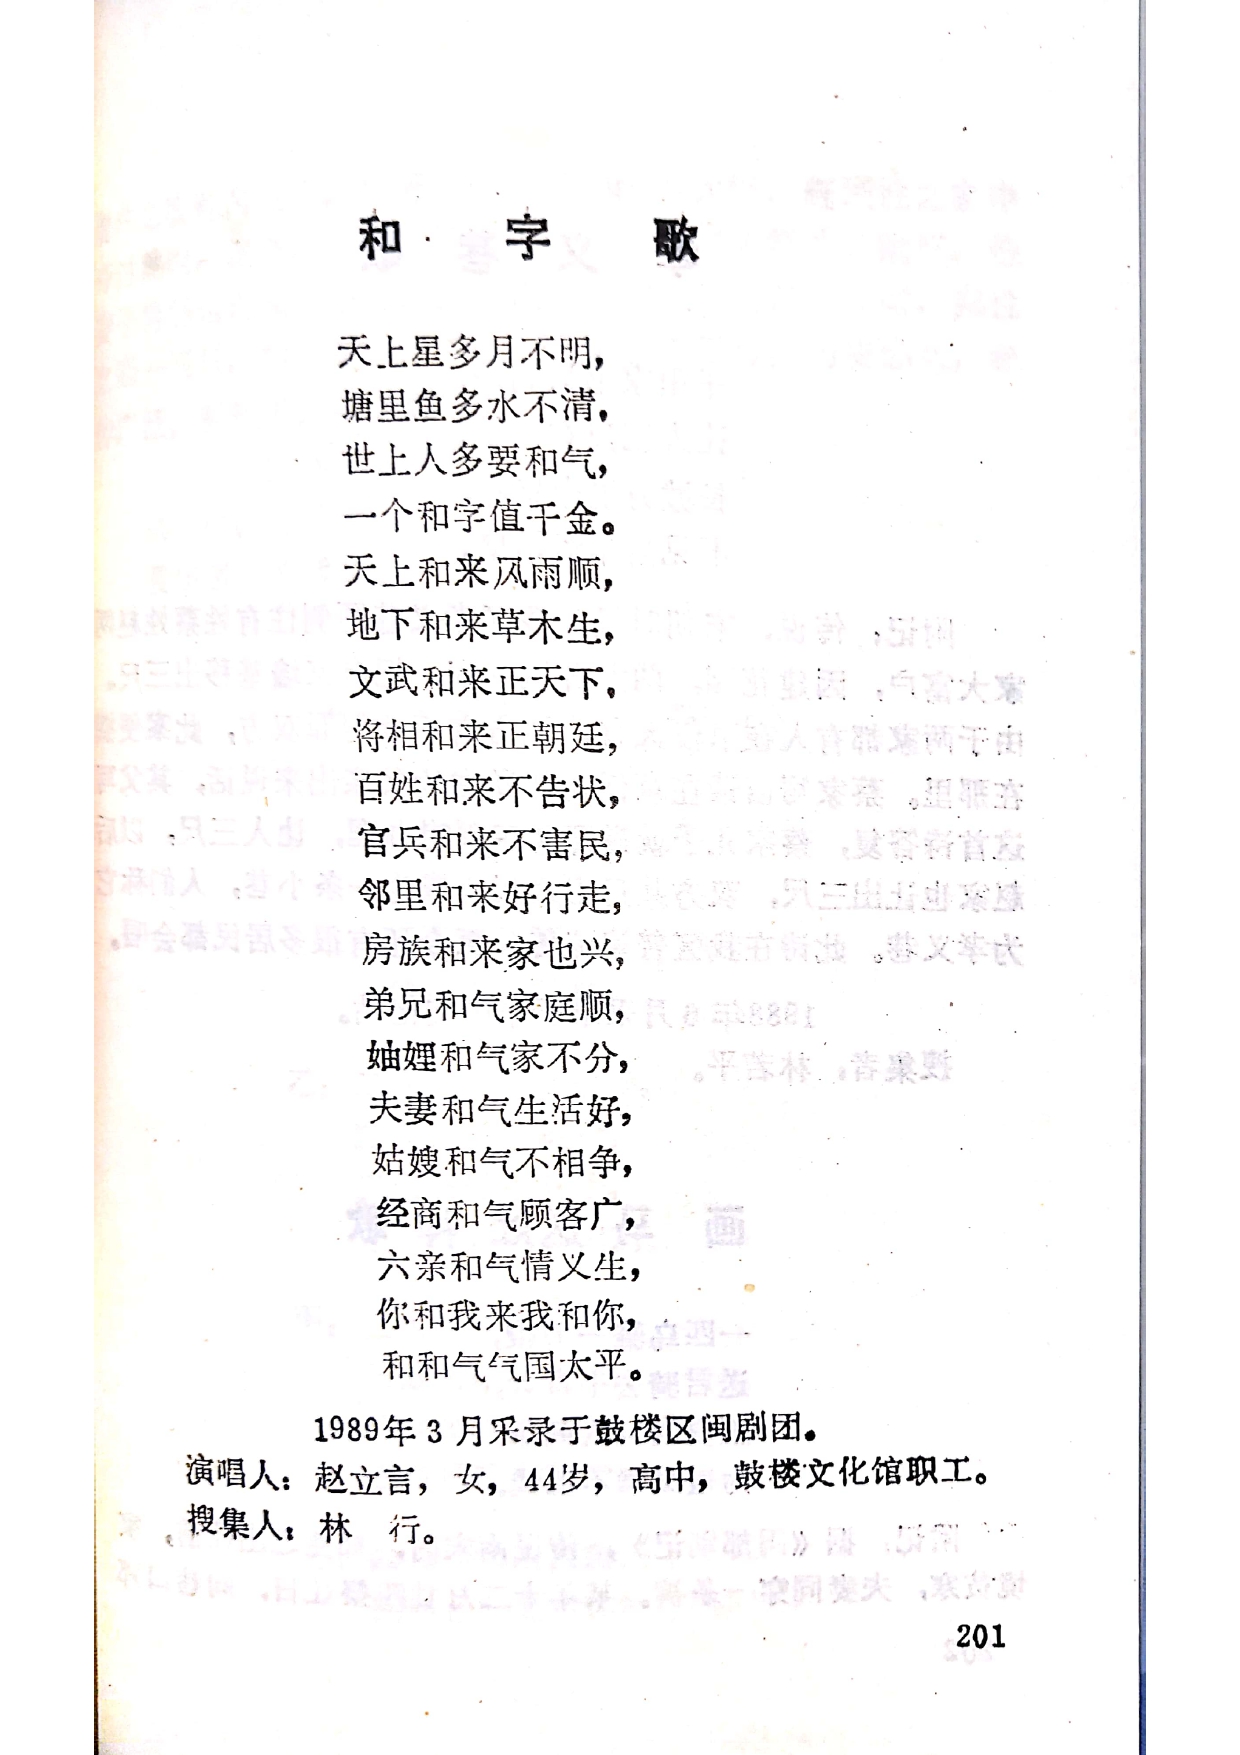 和字歌
天上星多月不明，
塘里鱼多水不清，
世上人多要和气，
一个和字值千金。
天上和来风雨顺，
地下和来草木生，
文武和来正天下，
将相和来正朝廷，
百姓和来不告状，
官兵和来不害民，
邻里和来好行走，
房族和来家也兴，
弟兄和气家庭顺，
妯娌和气家不分，
夫妻和气生活好，
姑嫂和气不相争，
经商和气顾客广，
六亲和气情义生，
你和我来我和你，
和和气气国太平。
1989年3月采录于鼓楼区闽剧团。
演唱人：赵立言，女，44岁，高中，鼓楼文化馆职工。
搜集人：林　行。
201